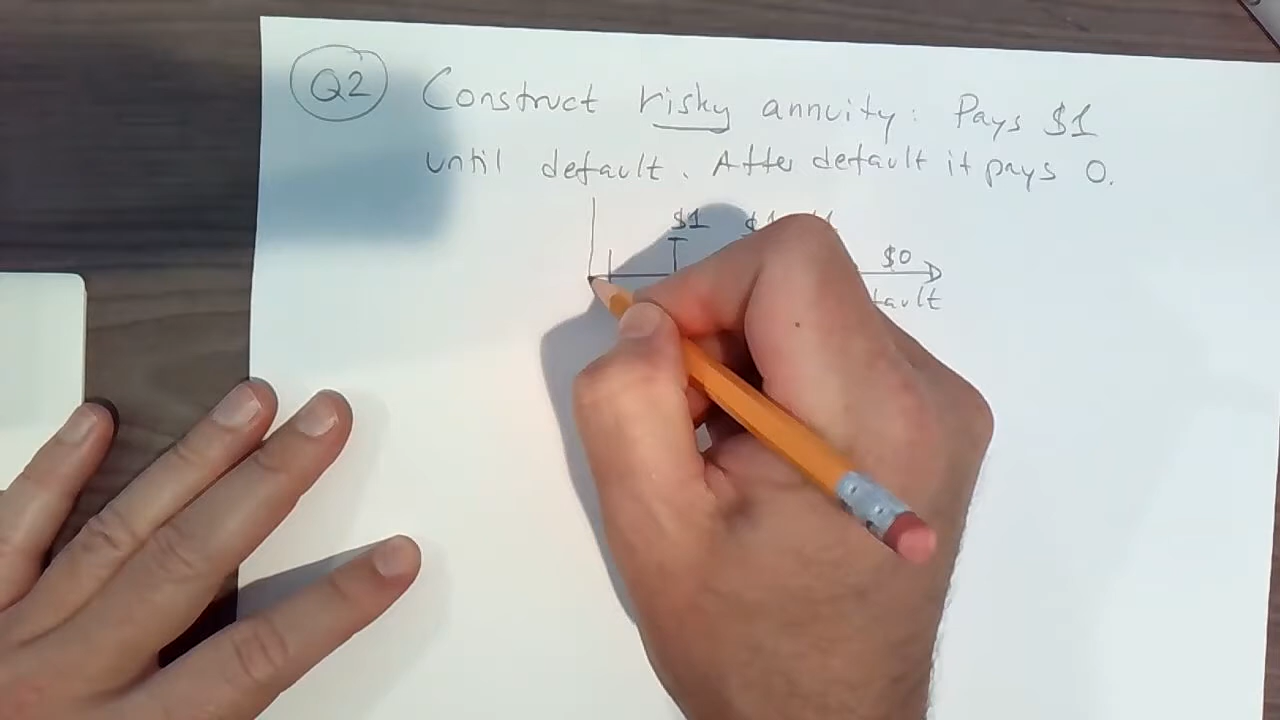 Q2 Construct risky annuity: Pays $1
until default. After default it pays 0.
$1
$0